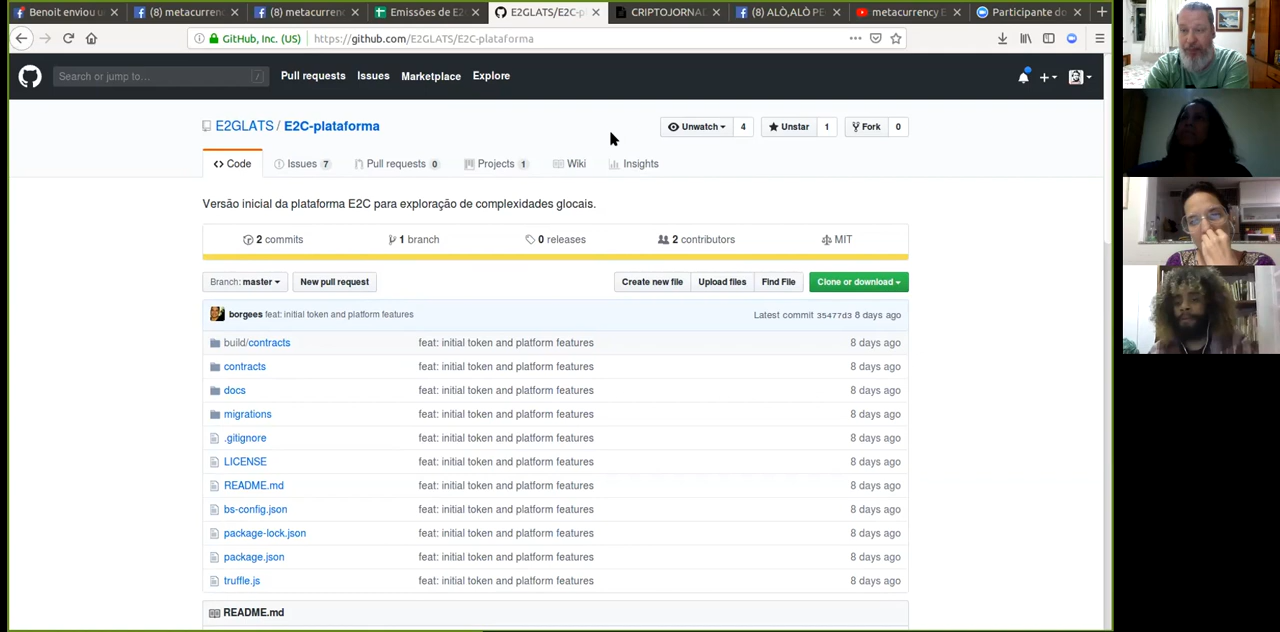 Benoit enviou u
(8) metacurrenc
(8) metacurrenc
Emissões de E2
E2GLATS/E2C-p
CRIPTOJORNA
(8) ALÔ,ALÔ PE
metacurrency E
Participante do
GitHub, Inc. (US)
https://github.com/E2GLATS/E2C-plataforma
Search or jump to…
/
Pull requests
Issues
Marketplace
Explore
E2GLATS / E2C-plataforma
Unwatch
4
Unstar
1
Fork
0
Code
Issues 7
Pull requests 0
Projects 1
Wiki
Insights
Versão inicial da plataforma E2C para exploração de complexidades glocais.
2 commits
1 branch
0 releases
2 contributors
MIT
Branch: master
New pull request
Create new file
Upload files
Find File
Clone or download
borgees feat: initial token and platform features
Latest commit 35477d3 8 days ago
build/contracts feat: initial token and platform features 8 days ago
contracts feat: initial token and platform features 8 days ago
docs feat: initial token and platform features 8 days ago
migrations feat: initial token and platform features 8 days ago
.gitignore feat: initial token and platform features 8 days ago
LICENSE feat: initial token and platform features 8 days ago
README.md feat: initial token and platform features 8 days ago
bs-config.json feat: initial token and platform features 8 days ago
package-lock.json feat: initial token and platform features 8 days ago
package.json feat: initial token and platform features 8 days ago
truffle.js feat: initial token and platform features 8 days ago
README.md